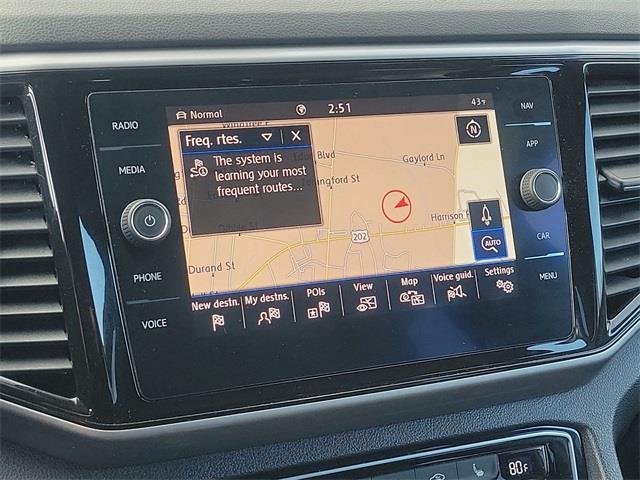 Normal
2:51
43°F
RADIO
MEDIA
PHONE
VOICE
NAV
APP
CAR
MENU
Freq. rtes.
X
The system is
learning your most
frequent routes...
Blvd
Gaylord Ln
St
Harrison
202
Durand St
N
AUTO
New destn.
My destns.
POIs
View
Map
Voice guid.
Settings
80 F